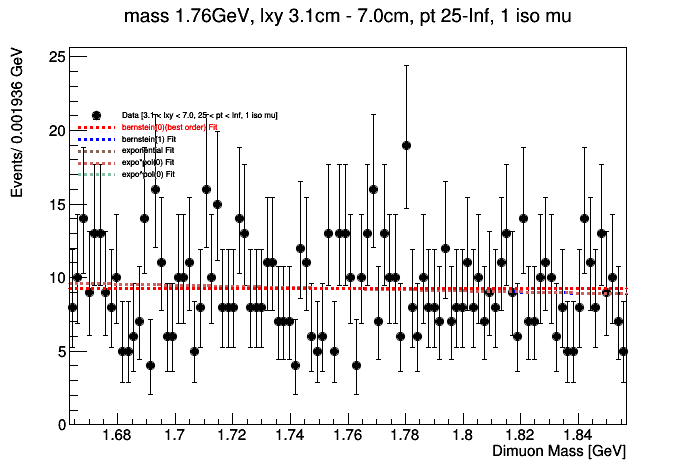 mass 1.76GeV, lxy 3.1cm - 7.0cm, pt 25-Inf, 1 iso mu
Events/ 0.001936 GeV
25
20
15
10
5
0
Data [3.1 < lxy < 7.0, 25 < pt < Inf, 1 iso mu]
bernstein(0)(best order) Fit
bernstein(1) Fit
exponential Fit
expo*pol(0) Fit
expo*pol(0) Fit
1.68
1.7
1.72
1.74
1.76
1.78
1.8
1.82
1.84
Dimuon Mass [GeV]